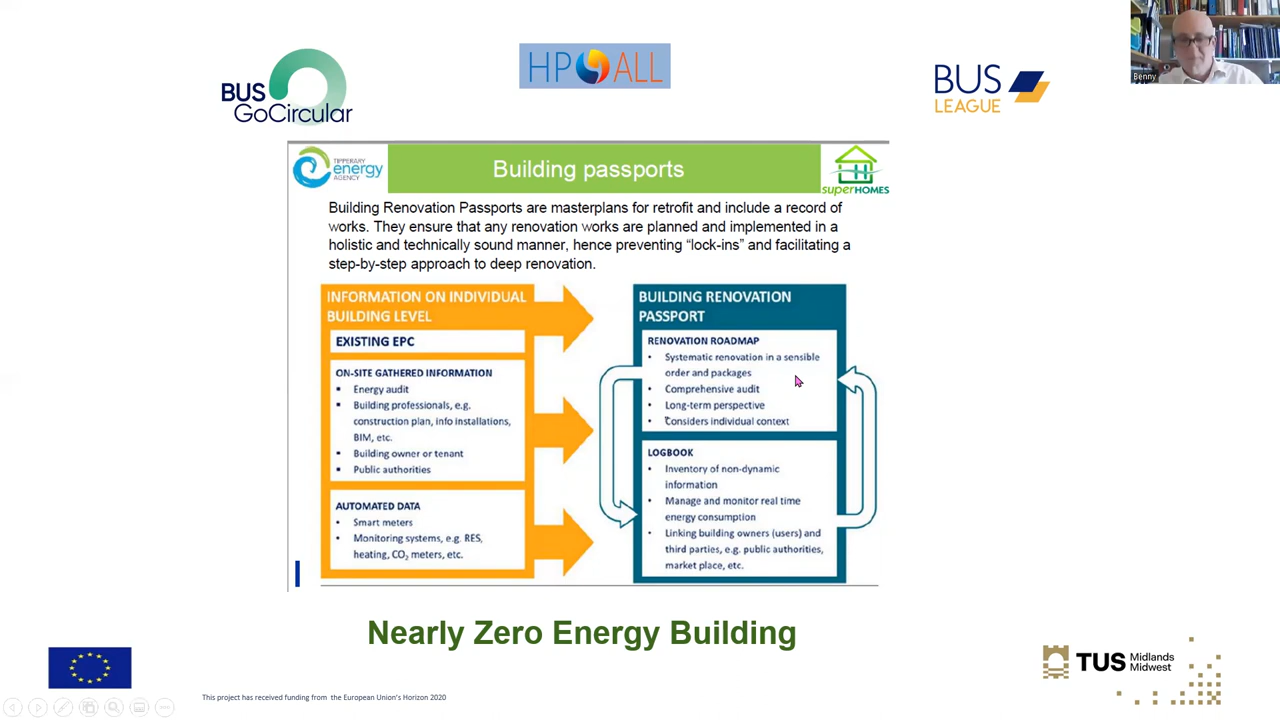 BUS
GoCircular
HP ALL
BUS
LEAGUE
Benny
TIPPERARY
energy
AGENCY
Building passports
superHOMES
Building Renovation Passports are masterplans for retrofit and include a record of
works. They ensure that any renovation works are planned and implemented in a
holistic and technically sound manner, hence preventing “lock-ins” and facilitating a
step-by-step approach to deep renovation.
INFORMATION ON INDIVIDUAL
BUILDING LEVEL
EXISTING EPC
ON-SITE GATHERED INFORMATION
▪ Energy audit
▪ Building professionals, e.g.
construction plan, info installations,
BIM, etc.
▪ Building owner or tenant
▪ Public authorities
AUTOMATED DATA
• Smart meters
• Monitoring systems, e.g. RES,
heating, CO₂ meters, etc.
BUILDING RENOVATION
PASSPORT
RENOVATION ROADMAP
• Systematic renovation in a sensible
order and packages
• Comprehensive audit
• Long-term perspective
• Considers individual context
LOGBOOK
• Inventory of non-dynamic
information
• Manage and monitor real time
energy consumption
• Linking building owners (users) and
third parties, e.g. public authorities,
market place, etc.
Nearly Zero Energy Building
This project has received funding from the European Union's Horizon 2020
TUS Midlands
Midwest